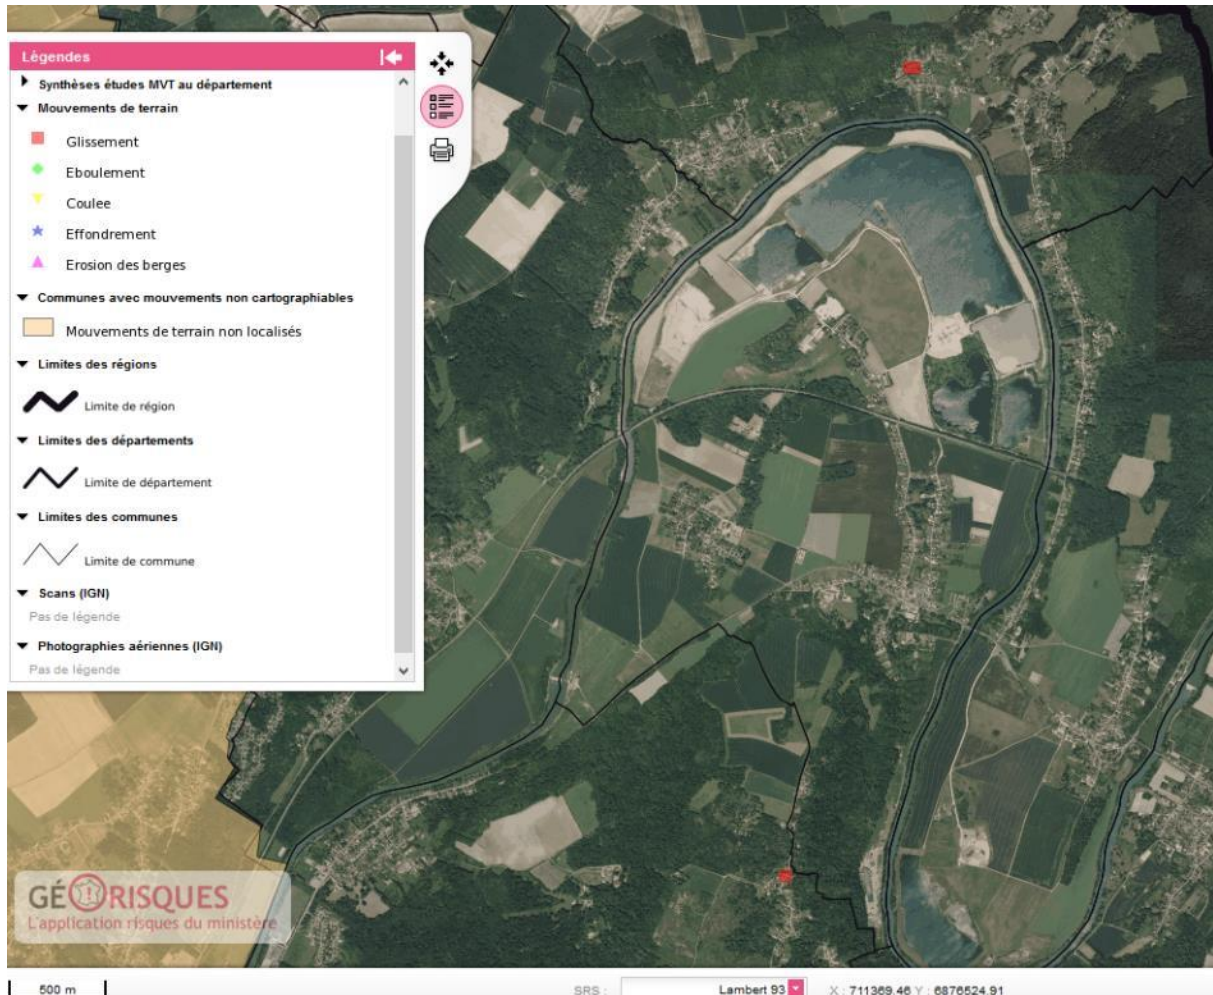 Légendes
Synthèses études MVT au département
Mouvements de terrain
Glissement
Eboulement
Coulee
Effondrement
Erosion des berges
Communes avec mouvements non cartographiables
Mouvements de terrain non localisés
Limites des régions
Limite de région
Limites des départements
Limite de département
Limites des communes
Limite de commune
Scans (IGN)
Pas de légende
Photographies aériennes (IGN)
Pas de légende
GÉORISQUES
L'application risques du ministère
500 m
SRS :
Lambert 93
X : 711369.46 Y : 6876524.91